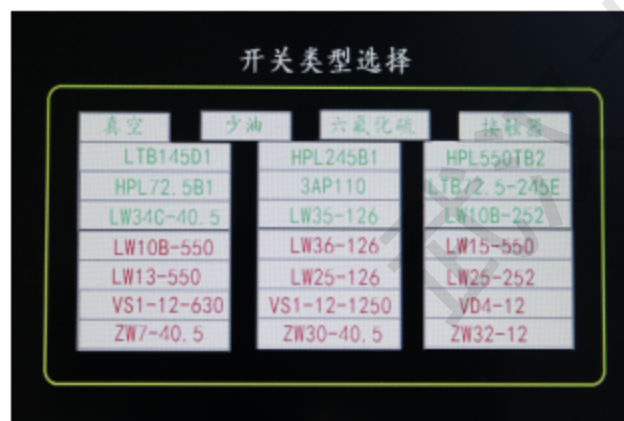 开关类型选择
真空 少油 六氟化硫 接触器
LTB145D1 HPL245B1 HPL550TB2
HPL72.5B1 3AP110 LTB72.5-245E
LW34C-40.5 LW35-126 LW10B-252
LW10B-550 LW36-126 LW15-550
LW13-550 LW25-126 LW25-252
VS1-12-630 VS1-12-1250 VD4-12
ZW7-40.5 ZW30-40.5 ZW32-12